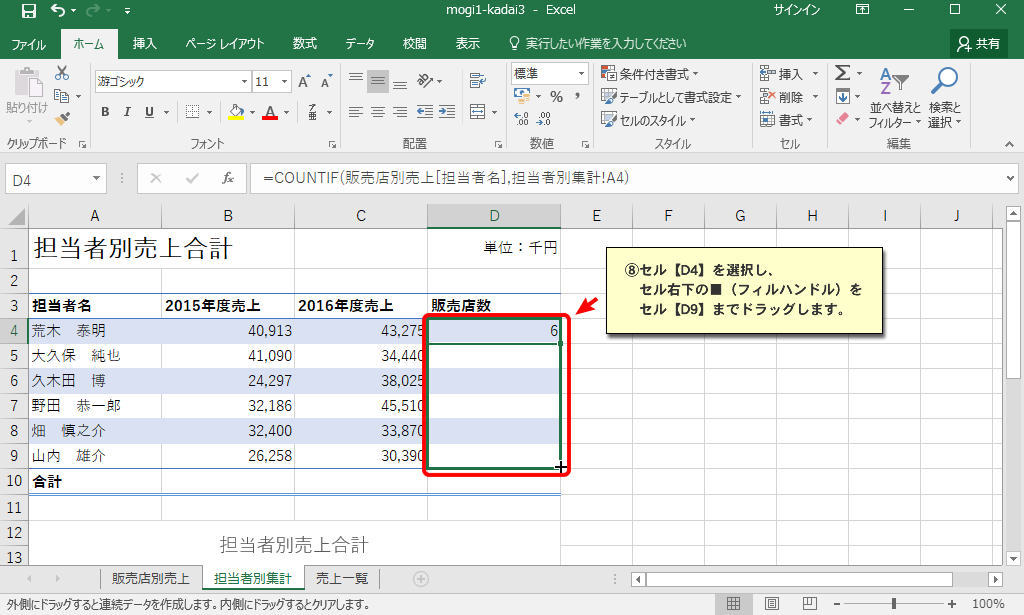 mogi1-kadai3 - Excel
サインイン
ファイル ホーム 挿入 ページ レイアウト 数式 データ 校閲 表示 実行したい作業を入力してください 共有
貼り付け
クリップボード
游ゴシック 11
B I U
フォント
配置
標準
%
数値
条件付き書式
テーブルとして書式設定
セルのスタイル
スタイル
挿入
削除
書式
セル
並べ替えと
フィルター
検索と
選択
編集
D4 fx =COUNTIF(販売店別売上[担当者名],担当者別集計!A4)
A B C D E F G H I J
1 担当者別売上合計 単位：千円
2
3 担当者名 2015年度売上 2016年度売上 販売店数
4 荒木　泰明 40,913 43,275 6
5 大久保　純也 41,090 34,440
6 久木田　博 24,297 38,025
7 野田　恭一郎 32,186 45,510
8 畑　慎之介 32,400 33,870
9 山内　雄介 26,258 30,390
10 合計
11
12 担当者別売上合計
13
⑧セル【D4】を選択し、
セル右下の■（フィルハンドル）を
セル【D9】までドラッグします。
販売店別売上 担当者別集計 売上一覧
外側にドラッグすると連続データを作成します。内側にドラッグするとクリアします。 100%